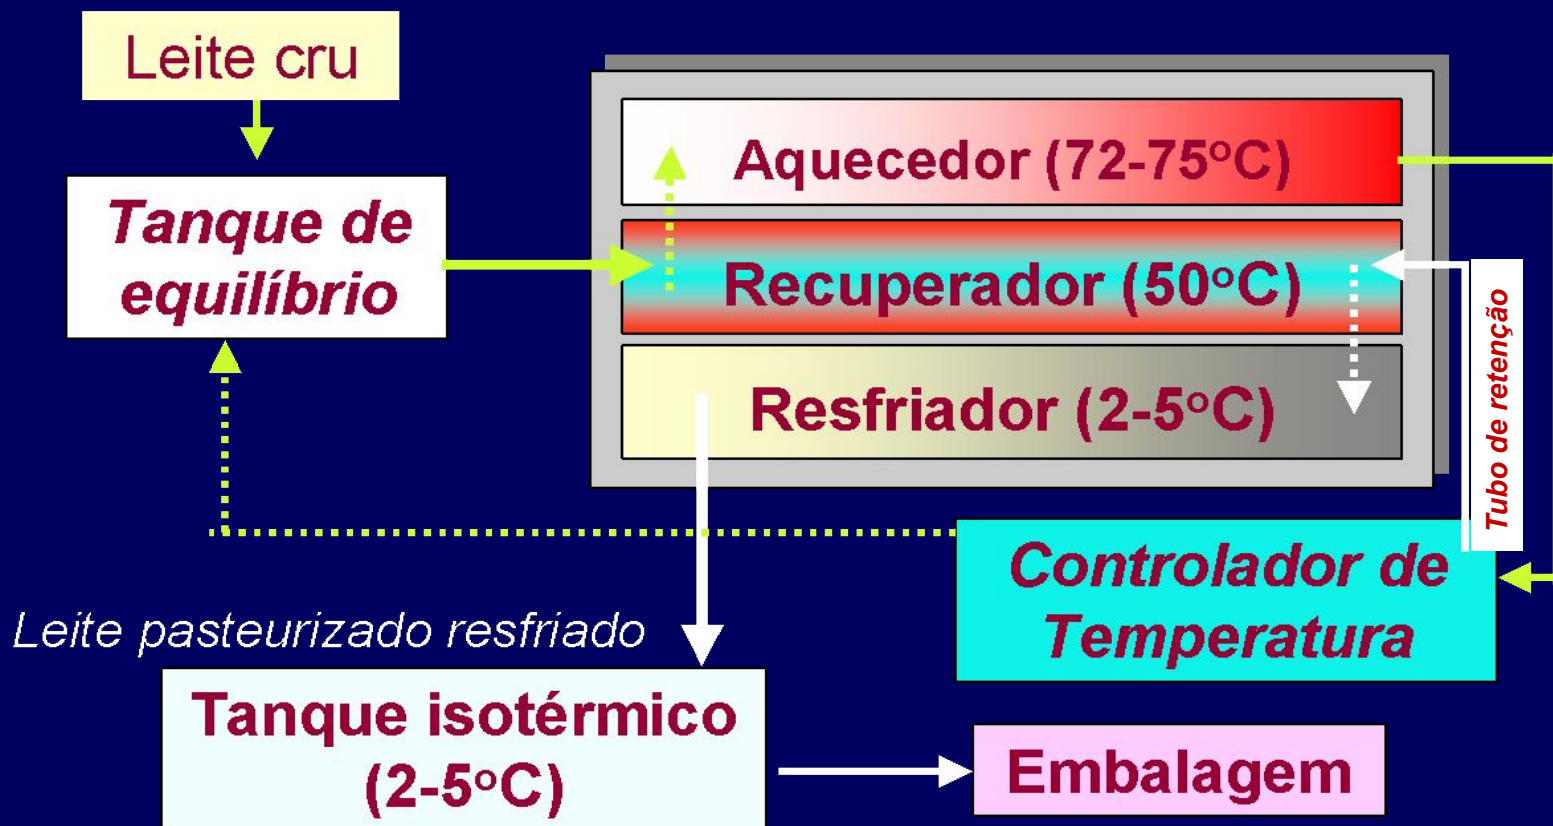 Leite cru
Tanque de
equilíbrio
Aquecedor (72-75ºC)
Recuperador (50ºC)
Resfriador (2-5ºC)
Tubo de retenção
Controlador de
Temperatura
Leite pasteurizado resfriado
Tanque isotérmico
(2-5ºC)
Embalagem